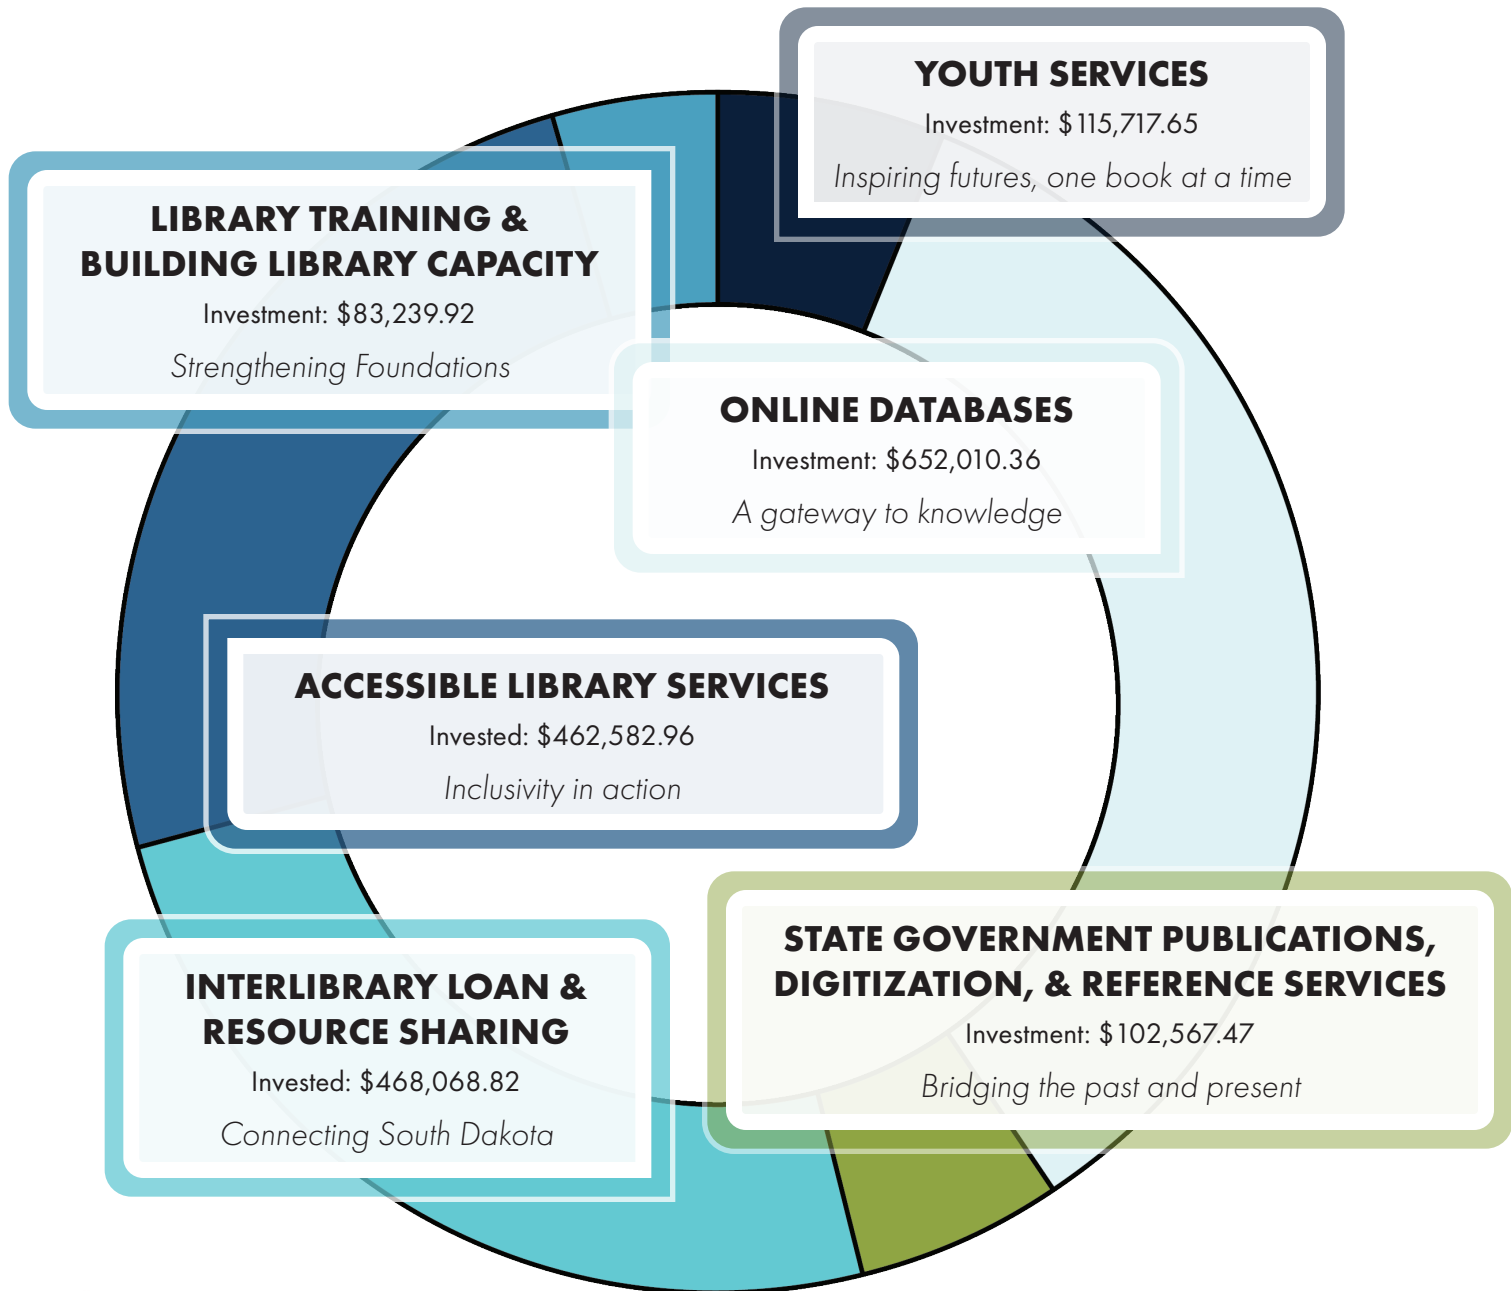 YOUTH SERVICES
Investment: $115,717.65
Inspiring futures, one book at a time
LIBRARY TRAINING &
BUILDING LIBRARY CAPACITY
Investment: $83,239.92
Strengthening Foundations
ONLINE DATABASES
Investment: $652,010.36
A gateway to knowledge
ACCESSIBLE LIBRARY SERVICES
Invested: $462,582.96
Inclusivity in action
STATE GOVERNMENT PUBLICATIONS,
DIGITIZATION, & REFERENCE SERVICES
Investment: $102,567.47
Bridging the past and present
INTERLIBRARY LOAN &
RESOURCE SHARING
Invested: $468,068.82
Connecting South Dakota